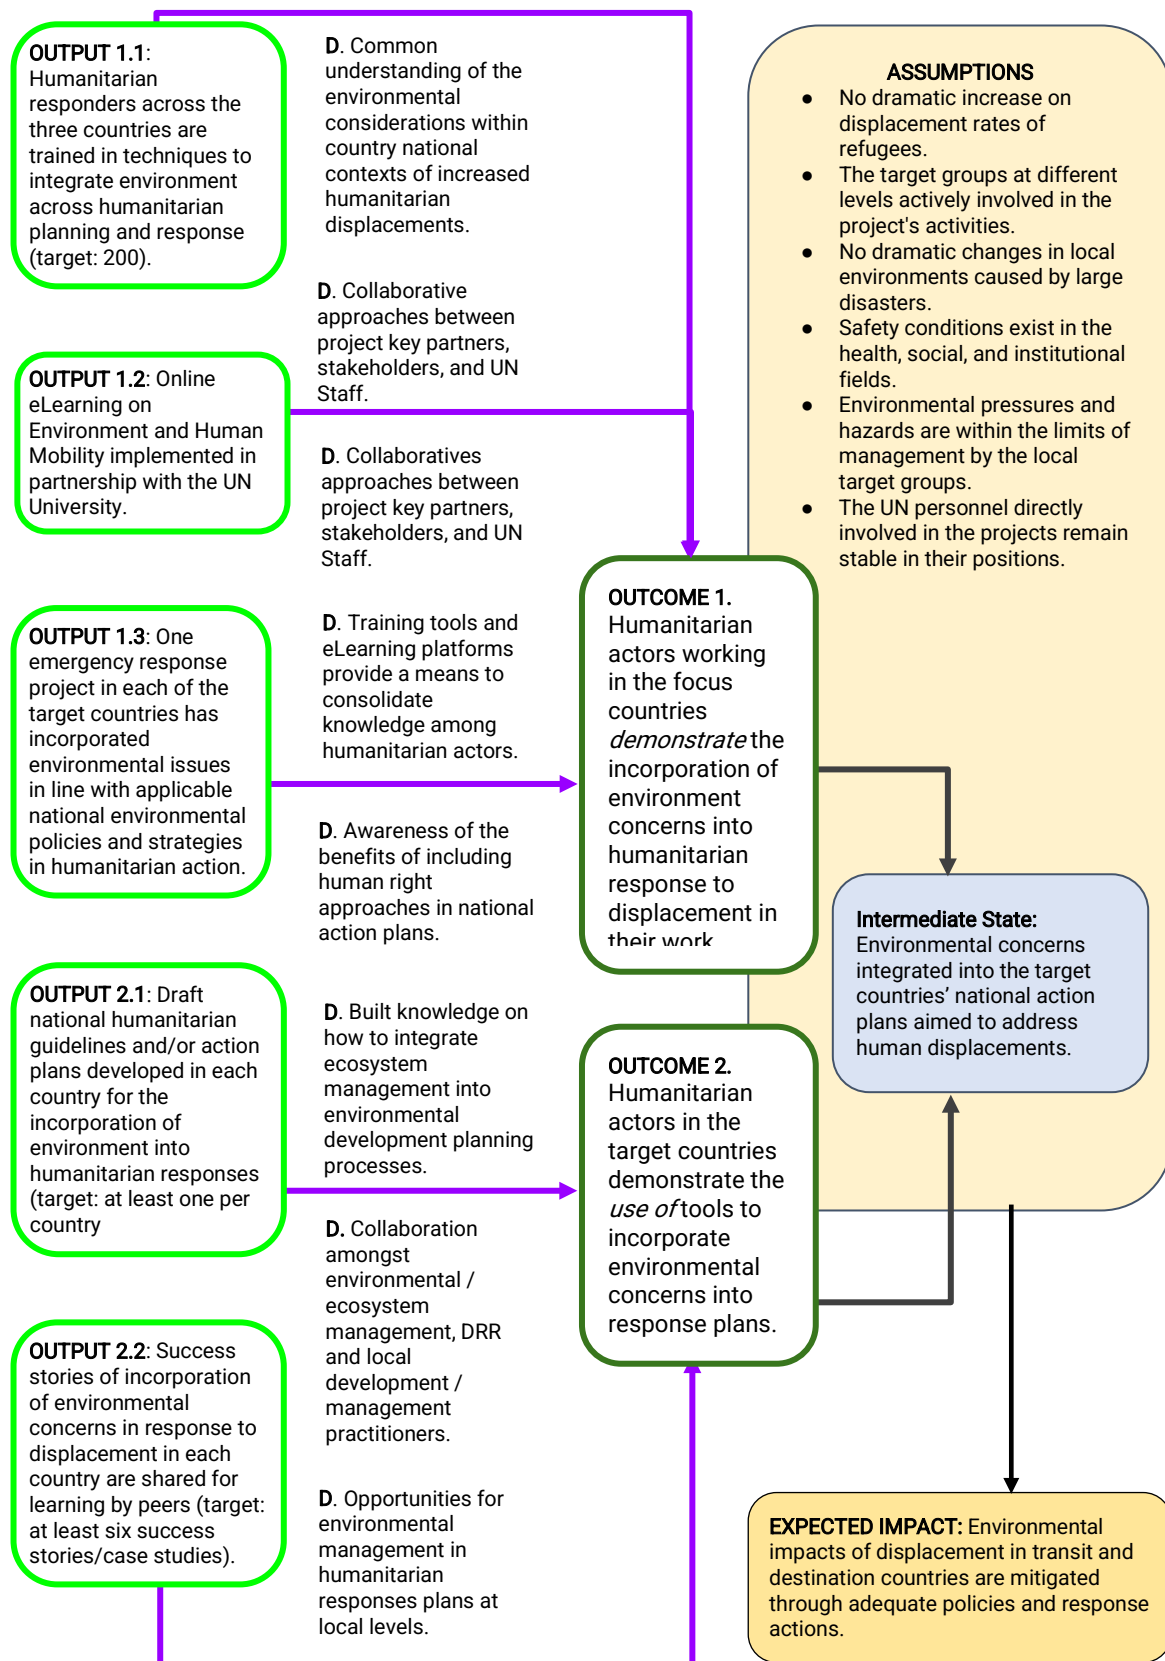 OUTPUT 1.1:
Humanitarian
responders across the
three countries are
trained in techniques to
integrate environment
across humanitarian
planning and response
(target: 200).
D. Common
understanding of the
environmental
considerations within
country national
contexts of increased
humanitarian
displacements.
D. Collaborative
approaches between
project key partners,
stakeholders, and UN
Staff.
OUTPUT 1.2: Online
eLearning on
Environment and Human
Mobility implemented in
partnership with the UN
University.
D. Collaboratives
approaches between
project key partners,
stakeholders, and UN
Staff.
OUTPUT 1.3: One
emergency response
project in each of the
target countries has
incorporated
environmental issues
in line with applicable
national environmental
policies and strategies
in humanitarian action.
D. Training tools and
eLearning platforms
provide a means to
consolidate
knowledge among
humanitarian actors.
D. Awareness of the
benefits of including
human right
approaches in national
action plans.
OUTPUT 2.1: Draft
national humanitarian
guidelines and/or action
plans developed in each
country for the
incorporation of
environment into
humanitarian responses
(target: at least one per
country
D. Built knowledge on
how to integrate
ecosystem
management into
environmental
development planning
processes.
D. Collaboration
amongst
environmental /
ecosystem
management, DRR
and local
development /
management
practitioners.
OUTPUT 2.2: Success
stories of incorporation
of environmental
concerns in response to
displacement in each
country are shared for
learning by peers (target:
at least six success
stories/case studies).
D. Opportunities for
environmental
management in
humanitarian
responses plans at
local levels.
OUTCOME 1.
Humanitarian
actors working
in the focus
countries
demonstrate the
incorporation of
environment
concerns into
humanitarian
response to
displacement in
their work
OUTCOME 2.
Humanitarian
actors in the
target countries
demonstrate the
use of tools to
incorporate
environmental
concerns into
response plans.
ASSUMPTIONS
● No dramatic increase on
displacement rates of
refugees.
● The target groups at different
levels actively involved in the
project's activities.
● No dramatic changes in local
environments caused by large
disasters.
● Safety conditions exist in the
health, social, and institutional
fields.
● Environmental pressures and
hazards are within the limits of
management by the local
target groups.
● The UN personnel directly
involved in the projects remain
stable in their positions.
Intermediate State:
Environmental concerns
integrated into the target
countries’ national action
plans aimed to address
human displacements.
EXPECTED IMPACT: Environmental
impacts of displacement in transit and
destination countries are mitigated
through adequate policies and response
actions.